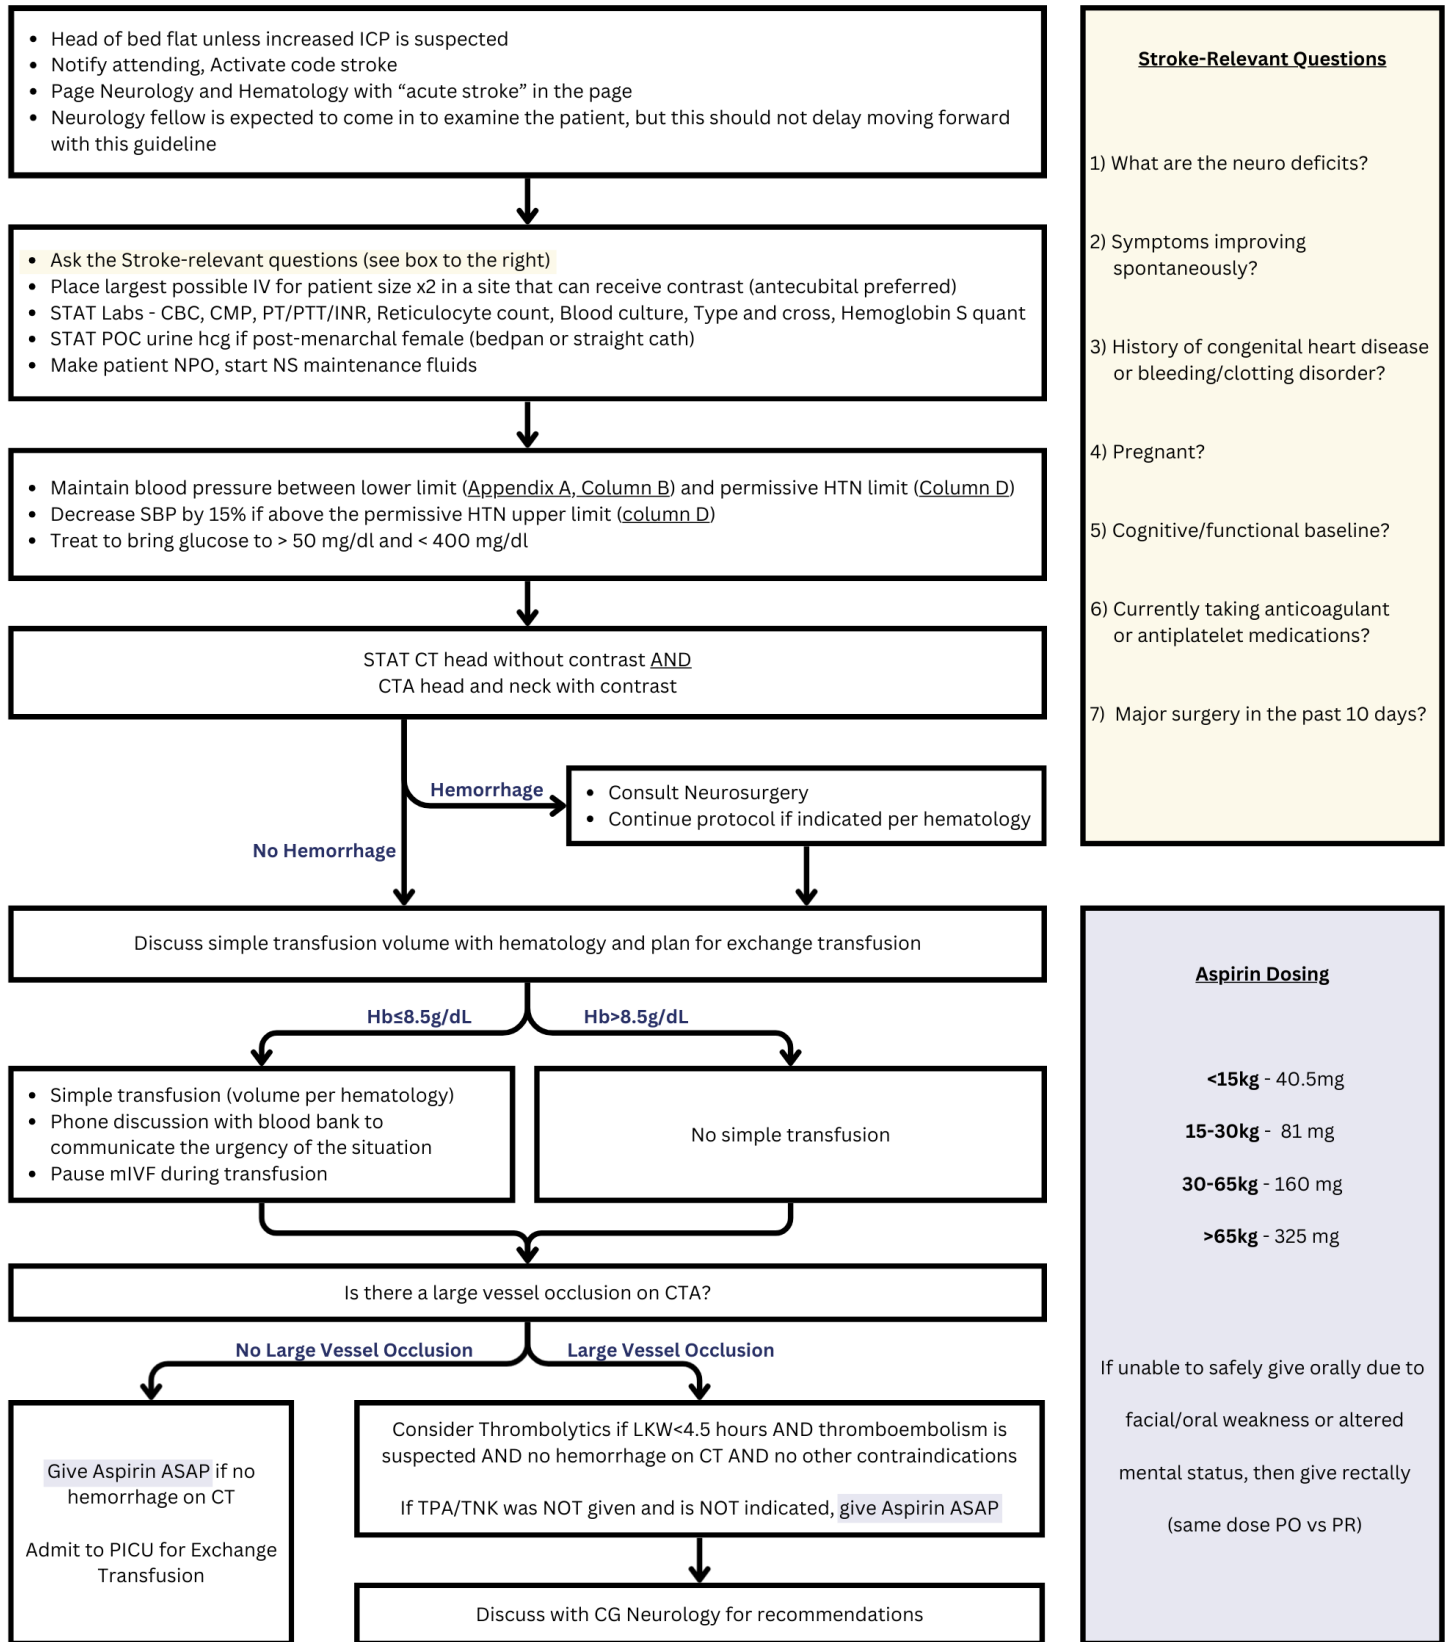 • Head of bed flat unless increased ICP is suspected
• Notify attending, Activate code stroke
• Page Neurology and Hematology with “acute stroke” in the page
• Neurology fellow is expected to come in to examine the patient, but this should not delay moving forward
with this guideline
• Ask the Stroke-relevant questions (see box to the right)
• Place largest possible IV for patient size x2 in a site that can receive contrast (antecubital preferred)
• STAT Labs - CBC, CMP, PT/PTT/INR, Reticulocyte count, Blood culture, Type and cross, Hemoglobin S quant
• STAT POC urine hcg if post-menarchal female (bedpan or straight cath)
• Make patient NPO, start NS maintenance fluids
• Maintain blood pressure between lower limit (Appendix A, Column B) and permissive HTN limit (Column D)
• Decrease SBP by 15% if above the permissive HTN upper limit (column D)
• Treat to bring glucose to > 50 mg/dl and < 400 mg/dl
STAT CT head without contrast AND
CTA head and neck with contrast
Hemorrhage
• Consult Neurosurgery
• Continue protocol if indicated per hematology
No Hemorrhage
Discuss simple transfusion volume with hematology and plan for exchange transfusion
Hb≤8.5g/dL
Hb>8.5g/dL
• Simple transfusion (volume per hematology)
• Phone discussion with blood bank to
communicate the urgency of the situation
• Pause mIVF during transfusion
No simple transfusion
Is there a large vessel occlusion on CTA?
No Large Vessel Occlusion
Large Vessel Occlusion
Give Aspirin ASAP if no
hemorrhage on CT
Admit to PICU for Exchange
Transfusion
Consider Thrombolytics if LKW<4.5 hours AND thromboembolism is
suspected AND no hemorrhage on CT AND no other contraindications
If TPA/TNK was NOT given and is NOT indicated, give Aspirin ASAP
Discuss with CG Neurology for recommendations
Stroke-Relevant Questions
1) What are the neuro deficits?
2) Symptoms improving
spontaneously?
3) History of congenital heart disease
or bleeding/clotting disorder?
4) Pregnant?
5) Cognitive/functional baseline?
6) Currently taking anticoagulant
or antiplatelet medications?
7) Major surgery in the past 10 days?
Aspirin Dosing
<15kg - 40.5mg
15-30kg - 81 mg
30-65kg - 160 mg
>65kg - 325 mg
If unable to safely give orally due to
facial/oral weakness or altered
mental status, then give rectally
(same dose PO vs PR)